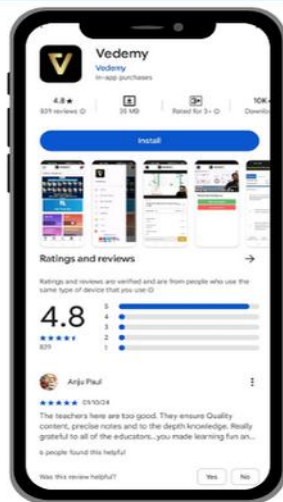 Vedemy
Vedemy
In-app purchases
4.8★
839 reviews
35 MB
Rated for 3+
10K+
Downlo
Install
Ratings and reviews →
Ratings and reviews are verified and are from people who use the
same type of device that you use
4.8
5
4
3
2
1
Anju Paul
The teachers here are too good. They ensure Quality
content, precise notes and to the depth knowledge. Really
grateful to all of the educators...you made learning fun an...
6 people found this helpful
Was this review helpful?
Yes
No